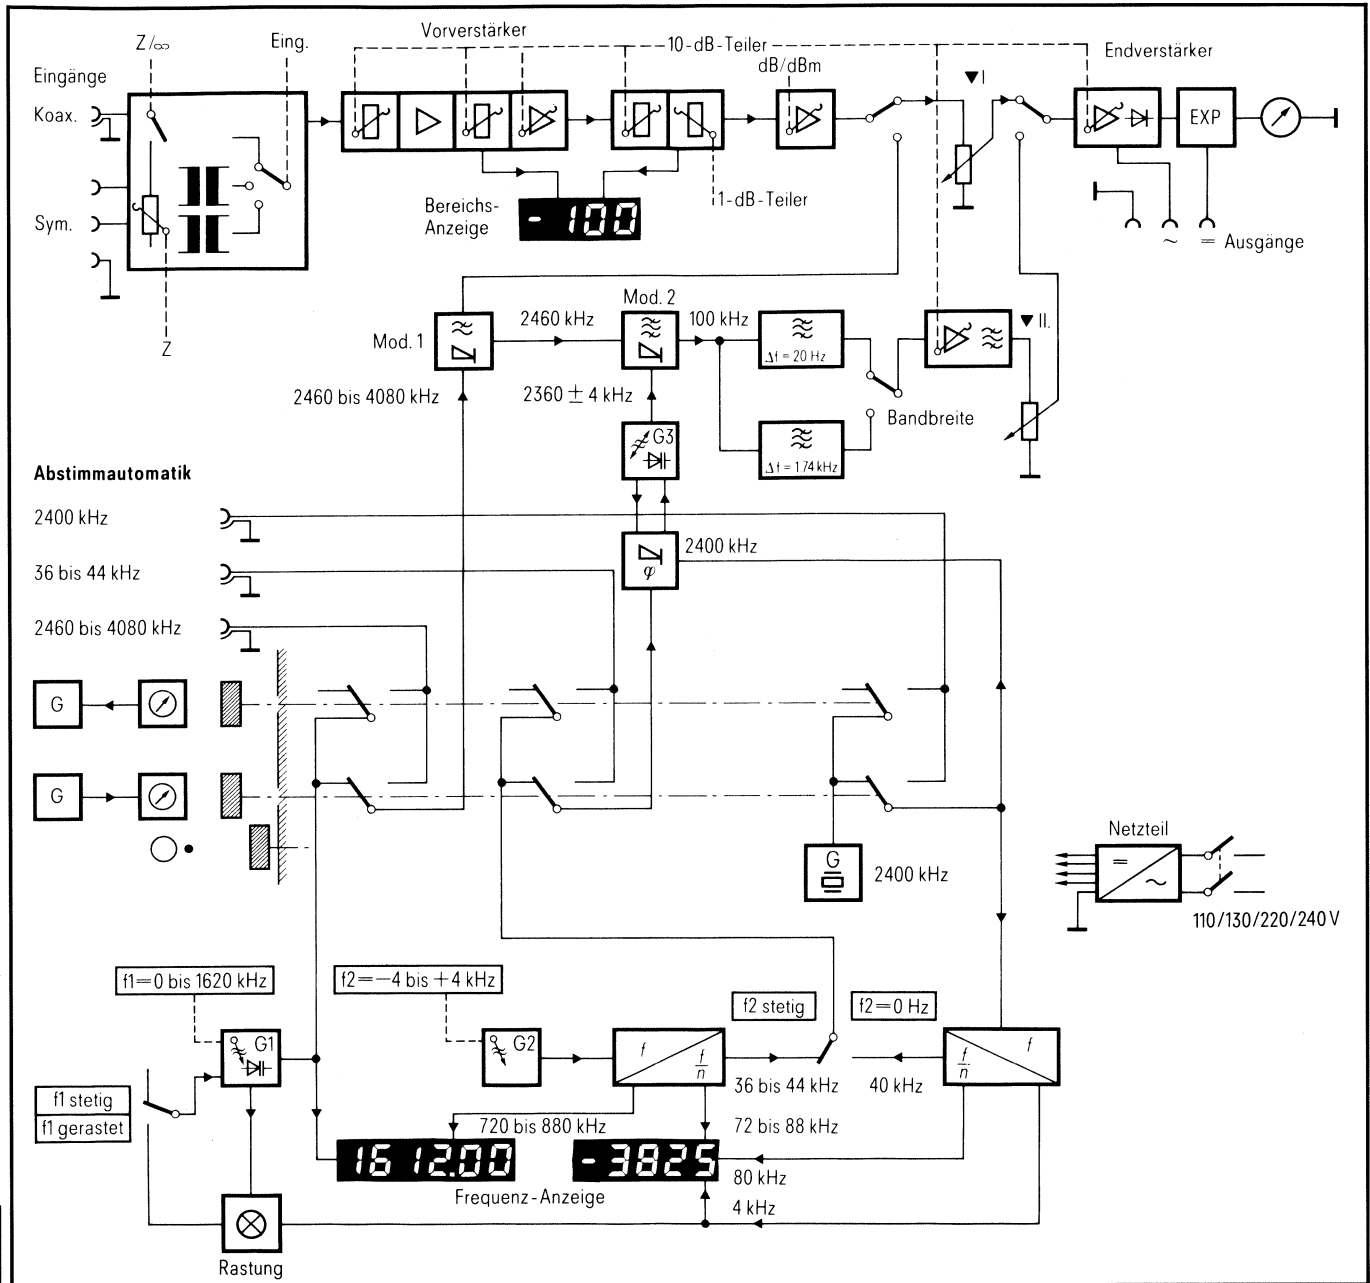 Z/∞
Eing.
Vorverstärker
10-dB-Teiler
dB/dBm
▼I
Endverstärker
Eingänge
Koax.
EXP
Sym.
Bereichs-
Anzeige
- 100
1-dB-Teiler
~ = Ausgänge
Z
Mod. 1
2460 kHz
Mod. 2
100 kHz
Δf = 20 Hz
▼II.
2460 bis 4080 kHz
2360 ± 4 kHz
G3
Δf = 1.74 kHz
Bandbreite
Abstimmautomatik
2400 kHz
2400 kHz
φ
36 bis 44 kHz
2460 bis 4080 kHz
G
G
G
2400 kHz
Netzteil
=
~
110/130/220/240 V
f1=0 bis 1620 kHz
f2=−4 bis +4 kHz
f2 stetig
f2=0 Hz
G1
G2
f
f/n
f/n
f
36 bis 44 kHz
40 kHz
f1 stetig
f1 gerastet
720 bis 880 kHz
72 bis 88 kHz
16 12.00
-3825
80 kHz
Frequenz-Anzeige
4 kHz
Rastung